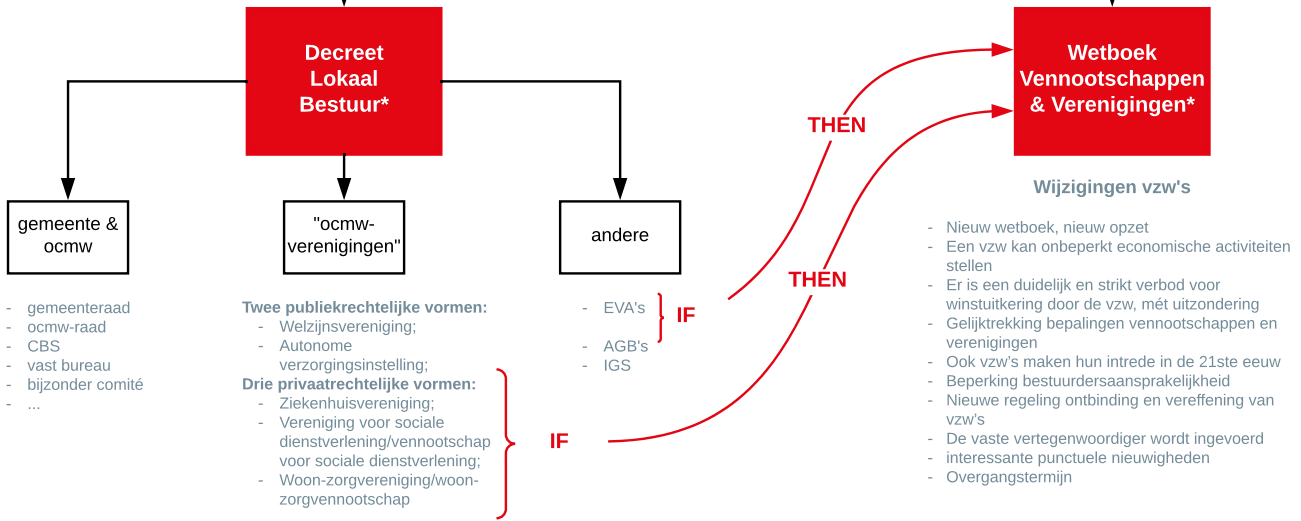 Decreet
Lokaal
Bestuur*
gemeente &
ocmw
- gemeenteraad
- ocmw-raad
- CBS
- vast bureau
- bijzonder comité
- ...
"ocmw-
verenigingen"
Twee publiekrechtelijke vormen:
- Welzijnsvereniging;
- Autonome
verzorgingsinstelling;
Drie privaatrechtelijke vormen:
- Ziekenhuisvereniging;
- Vereniging voor sociale
dienstverlening/vennootschap
voor sociale dienstverlening;
- Woon-zorgvereniging/woon-
zorgvennootschap
IF
THEN
andere
- EVA's
- AGB's
- IGS
IF
THEN
Wetboek
Vennootschappen
& Verenigingen*
Wijzigingen vzw's
- Nieuw wetboek, nieuw opzet
- Een vzw kan onbeperkt economische activiteiten
stellen
- Er is een duidelijk en strikt verbod voor
winstuitkering door de vzw, mét uitzondering
- Gelijktrekking bepalingen vennootschappen en
verenigingen
- Ook vzw's maken hun intrede in de 21ste eeuw
- Beperking bestuurdersaansprakelijkheid
- Nieuwe regeling ontbinding en vereffening van
vzw's
- De vaste vertegenwoordiger wordt ingevoerd
- interessante punctuele nieuwigheden
- Overgangstermijn